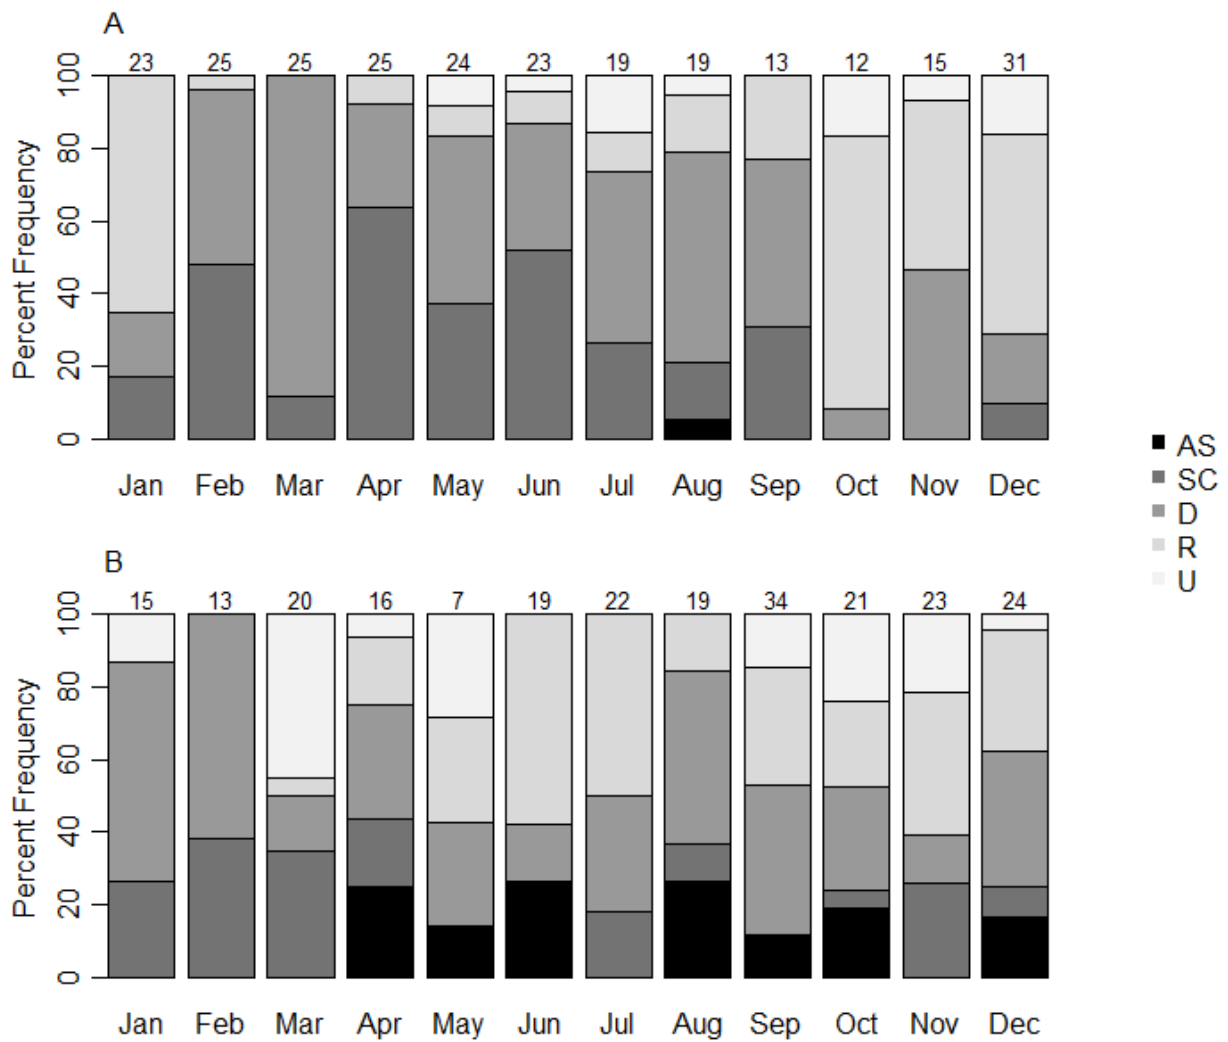 A
23 25 25 25 24 23 19 19 13 12 15 31
Percent Frequency
100
80
60
40
20
0
Jan Feb Mar Apr May Jun Jul Aug Sep Oct Nov Dec
AS
SC
D
R
U
B
15 13 20 16 7 19 22 19 34 21 23 24
Percent Frequency
100
80
60
40
20
0
Jan Feb Mar Apr May Jun Jul Aug Sep Oct Nov Dec